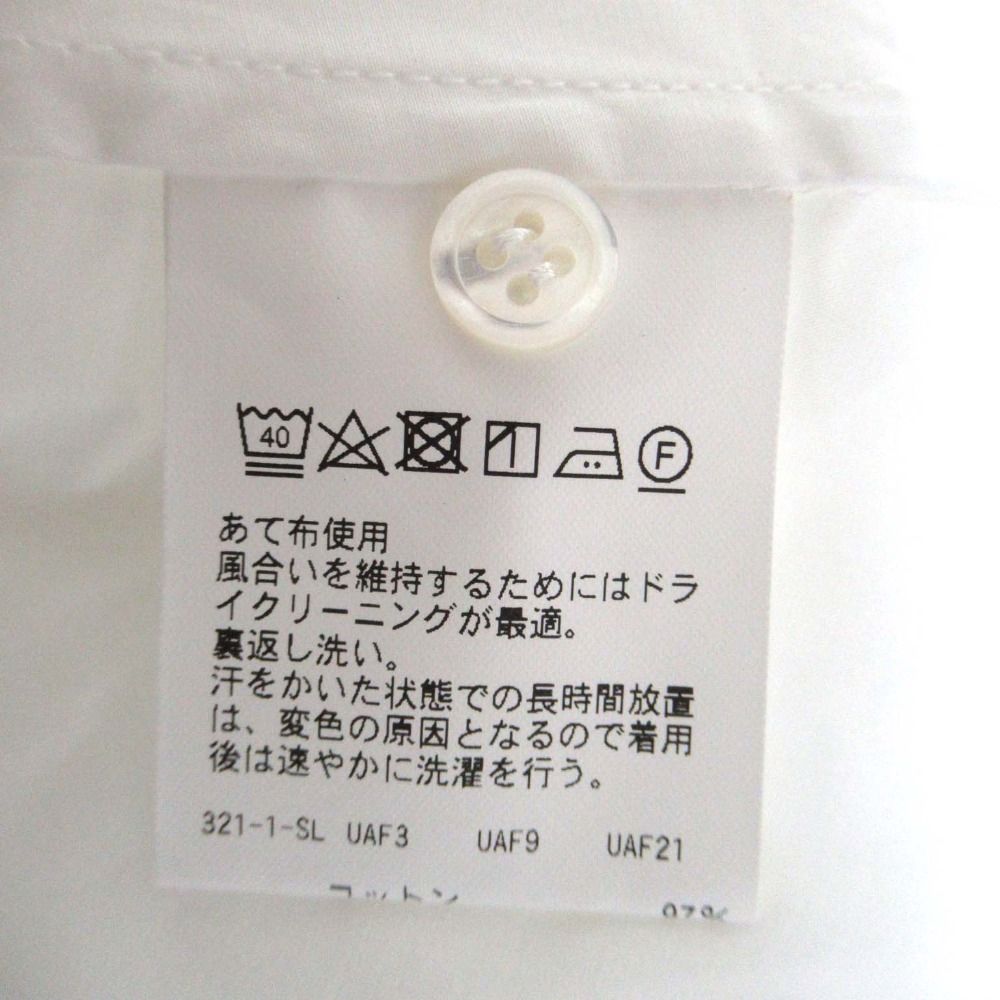 40 F
あて布使用
風合いを維持するためにはドラ
イクリーニングが最適。
裏返し洗い。
汗をかいた状態での長時間放置
は、変色の原因となるので着用
後は速やかに洗濯を行う。
321-1-SL UAF3 UAF9 UAF21
コットン